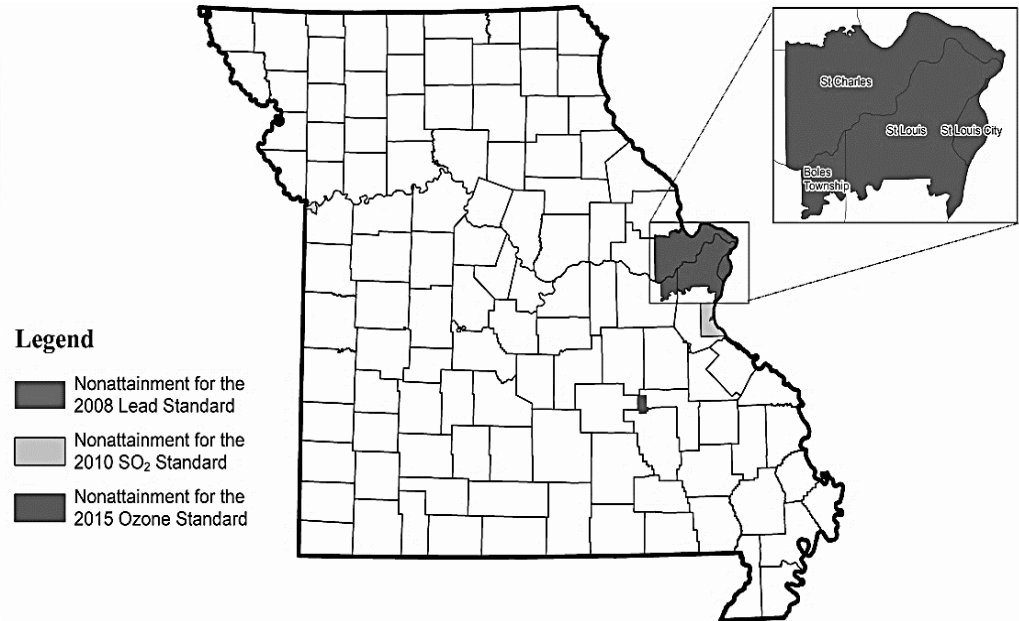 St Charles
St Louis
St Louis City
Boles
Township
Legend
Nonattainment for the
2008 Lead Standard
Nonattainment for the
2010 SO₂ Standard
Nonattainment for the
2015 Ozone Standard